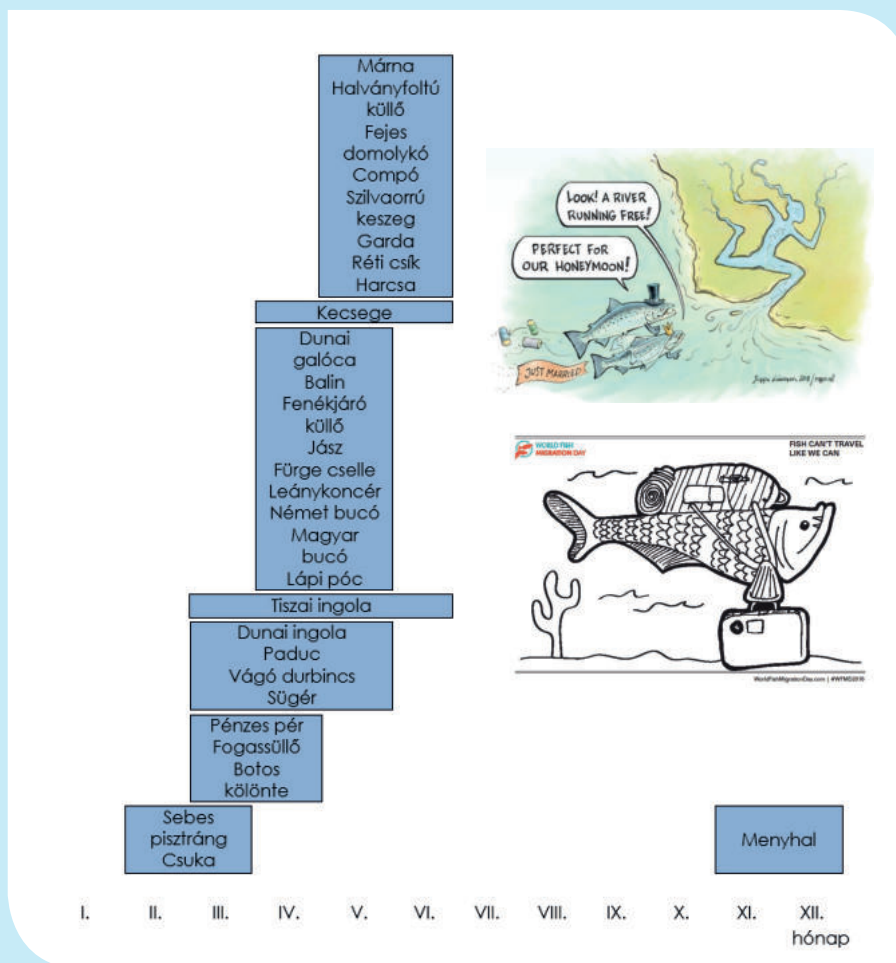 Márna
Halványfoltú
küllő
Fejes
domolykó
Compó
Szilvaorrú
keszeg
Garda
Réti csík
Harcsa
Kecsege
Dunai
galóca
Balin
Fenékjáró
küllő
Jász
Fürge cselle
Leánykoncér
Német bucó
Magyar
bucó
Lápi póc
Tiszai ingola
Dunai ingola
Paduc
Vágó durbincs
Sügér
Pénzes pér
Fogassüllő
Botos
kölönte
Sebes
pisztráng
Csuka
Menyhal
I. II. III. IV. V. VI. VII. VIII. IX. X. XI. XII.
hónap
LOOK! A RIVER
RUNNING FREE!
PERFECT FOR
OUR HONEYMOON!
JUST MARRIED
WORLD FISH
MIGRATION DAY
FISH CAN'T TRAVEL
LIKE WE CAN
WorldFishMigrationDay.com | #WFMD2016